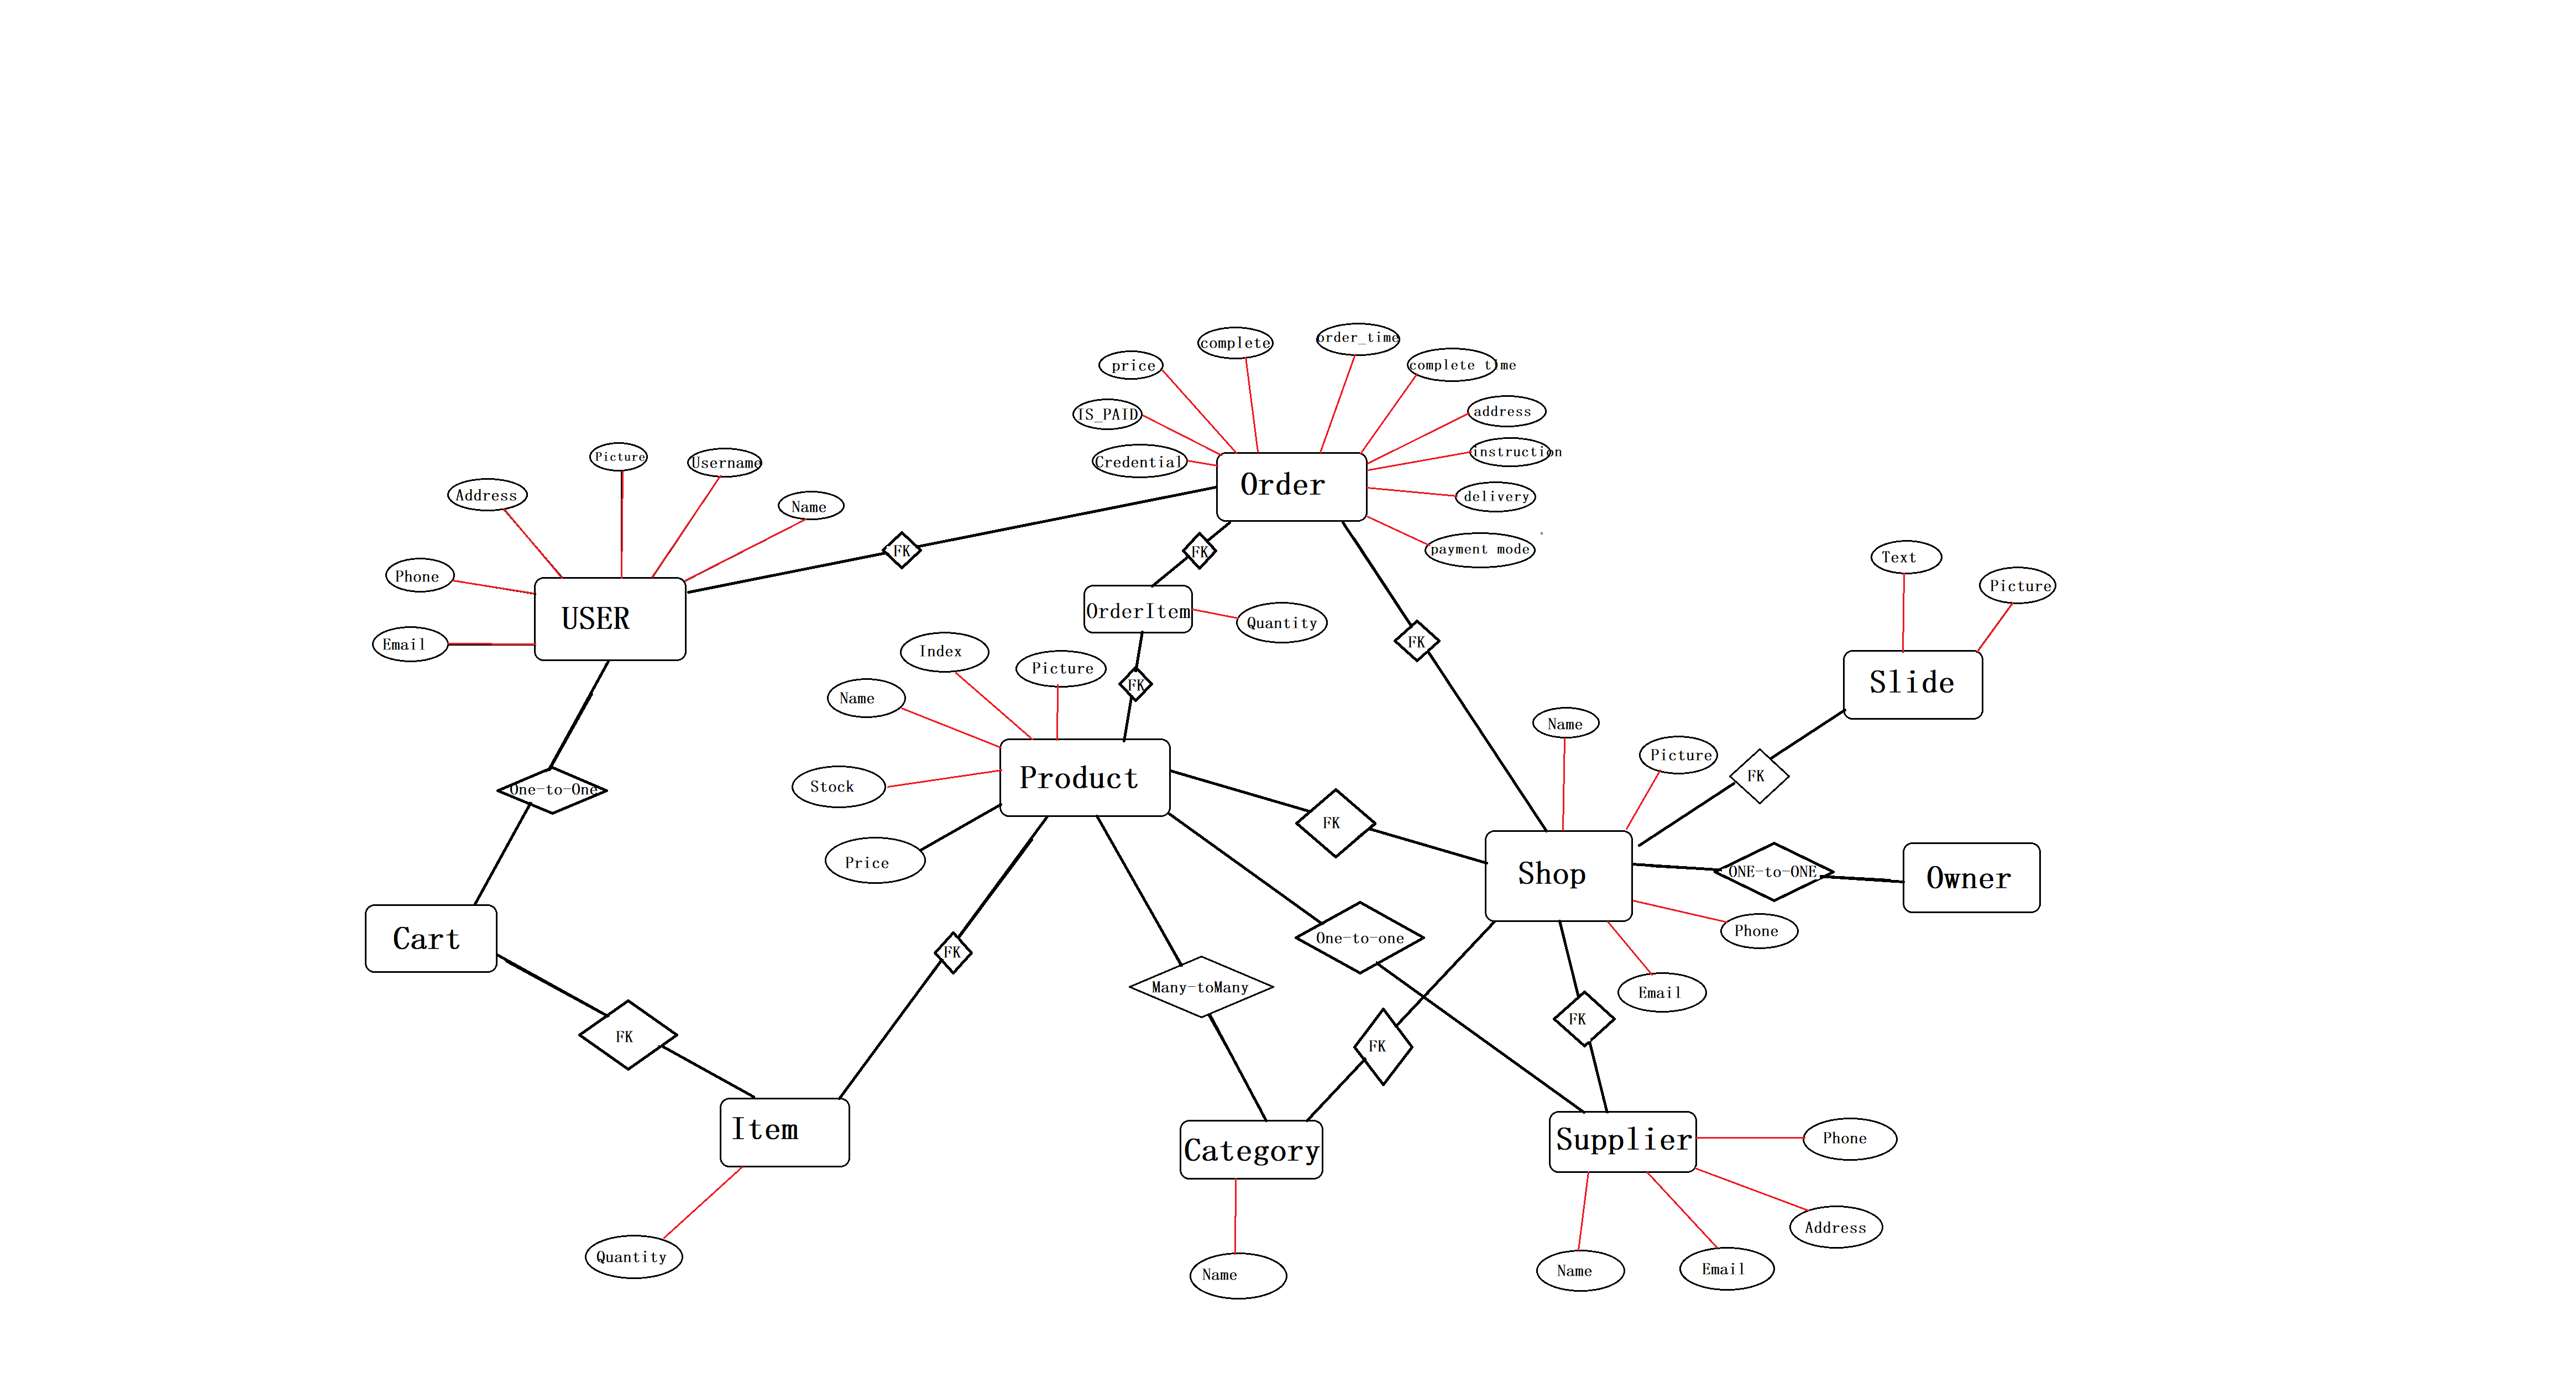 order_time
complete
price
complete time
address
IS_PAID
instruction
Picture
Username
Credential
Order
Address
delivery
Name
payment mode
FK
FK
Text
Phone
Picture
OrderItem
USER
Quantity
FK
Email
Index
Picture
FK
Slide
Name
Name
Picture
Product
FK
Stock
One-to-One
FK
Price
ONE-to-ONE
Shop
Owner
Phone
Cart
One-to-one
FK
Many-toMany
Email
FK
FK
FK
Item
Phone
Supplier
Category
Address
Quantity
Name
Name
Email